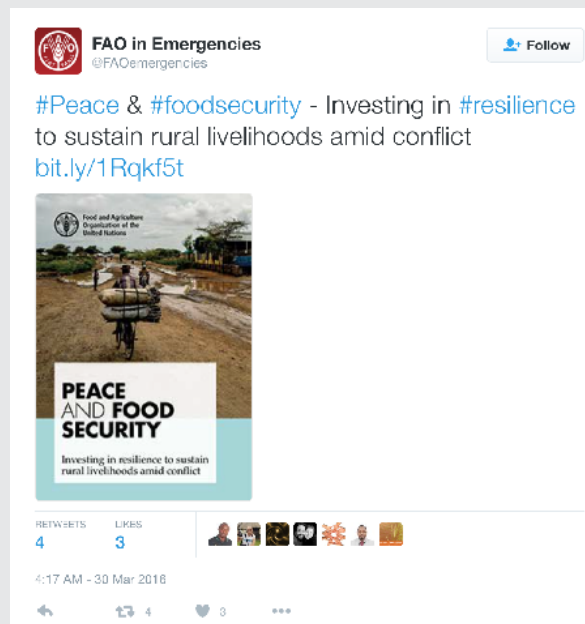 FAO in Emergencies
@FAOemergencies
Follow
#Peace & #foodsecurity - Investing in #resilience
to sustain rural livelihoods amid conflict
bit.ly/1Rqkf5t
Food and Agriculture
Organization of the
United Nations
PEACE
AND FOOD
SECURITY
Investing in resilience to sustain
rural livelihoods amid conflict
RETWEETS
4
LIKES
3
4:17 AM - 30 Mar 2016
4
3